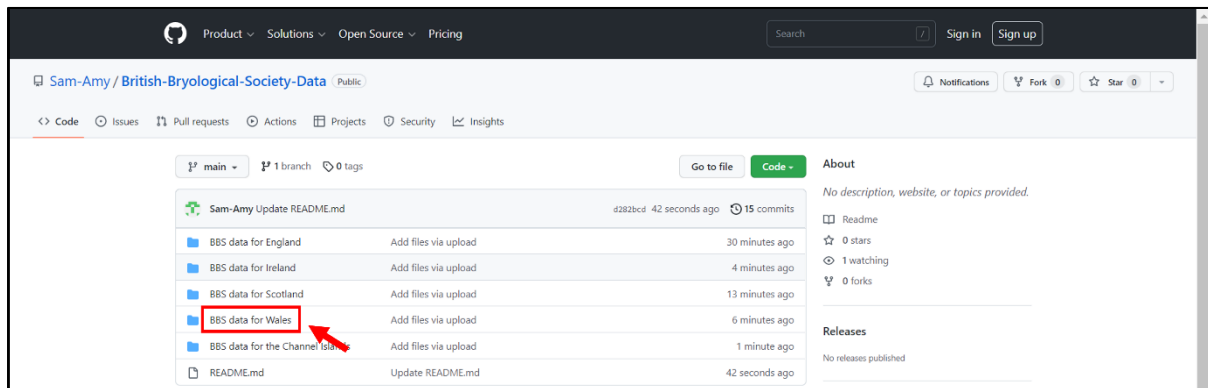 Product Solutions Open Source Pricing Search / Sign in Sign up
Sam-Amy / British-Bryological-Society-Data Public Notifications Fork 0 Star 0
<> Code Issues Pull requests Actions Projects Security Insights
main 1 branch 0 tags Go to file Code
About
No description, website, or topics provided.
Sam-Amy Update README.md d282bcd 42 seconds ago 15 commits
Readme
BBS data for England Add files via upload 30 minutes ago
0 stars
BBS data for Ireland Add files via upload 4 minutes ago
1 watching
0 forks
BBS data for Scotland Add files via upload 13 minutes ago
BBS data for Wales Add files via upload 6 minutes ago
Releases
BBS data for the Channel Islands Add files via upload 1 minute ago
No releases published
README.md Update README.md 42 seconds ago